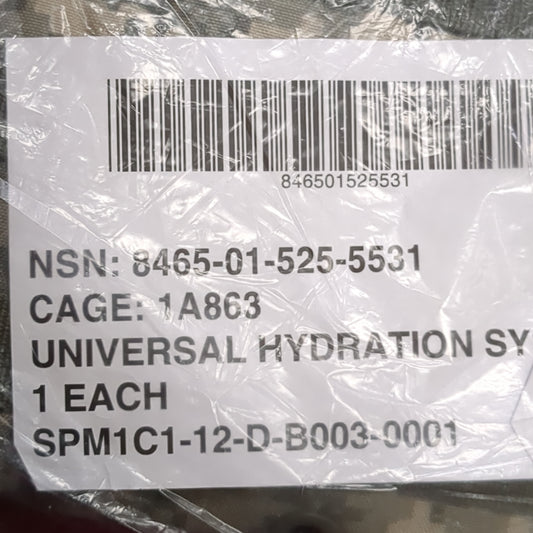 846501525531
NSN: 8465-01-525-5531
CAGE: 1A863
UNIVERSAL HYDRATION SY
1 EACH
SPM1C1-12-D-B003-0001